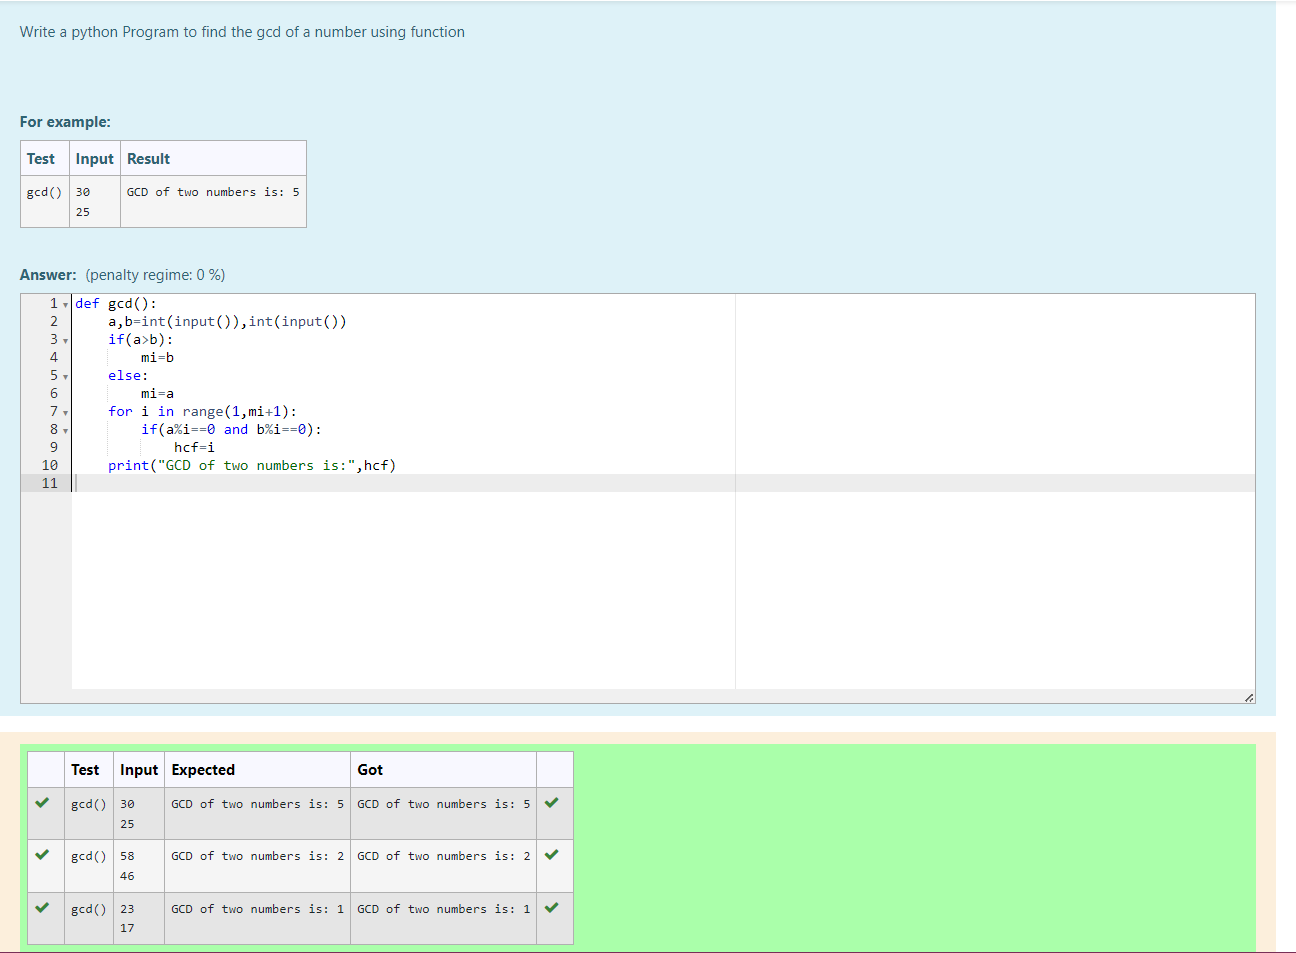 Write a python Program to find the gcd of a number using function
For example:
Test Input Result
gcd() 30 GCD of two numbers is: 5
25
Answer: (penalty regime: 0 %)
1 def gcd():
2     a,b=int(input()),int(input())
3     if(a>b):
4         mi=b
5     else:
6         mi=a
7     for i in range(1,mi+1):
8         if(a%i==0 and b%i==0):
9             hcf=i
10     print("GCD of two numbers is:",hcf)
11
Test Input Expected Got
gcd() 30 GCD of two numbers is: 5 GCD of two numbers is: 5
25
gcd() 58 GCD of two numbers is: 2 GCD of two numbers is: 2
46
gcd() 23 GCD of two numbers is: 1 GCD of two numbers is: 1
17